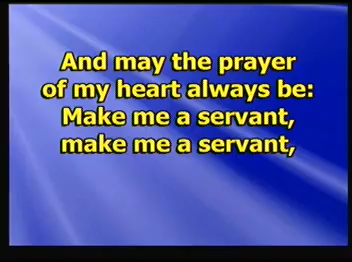 And may the prayer
of my heart always be:
Make me a servant,
make me a servant,